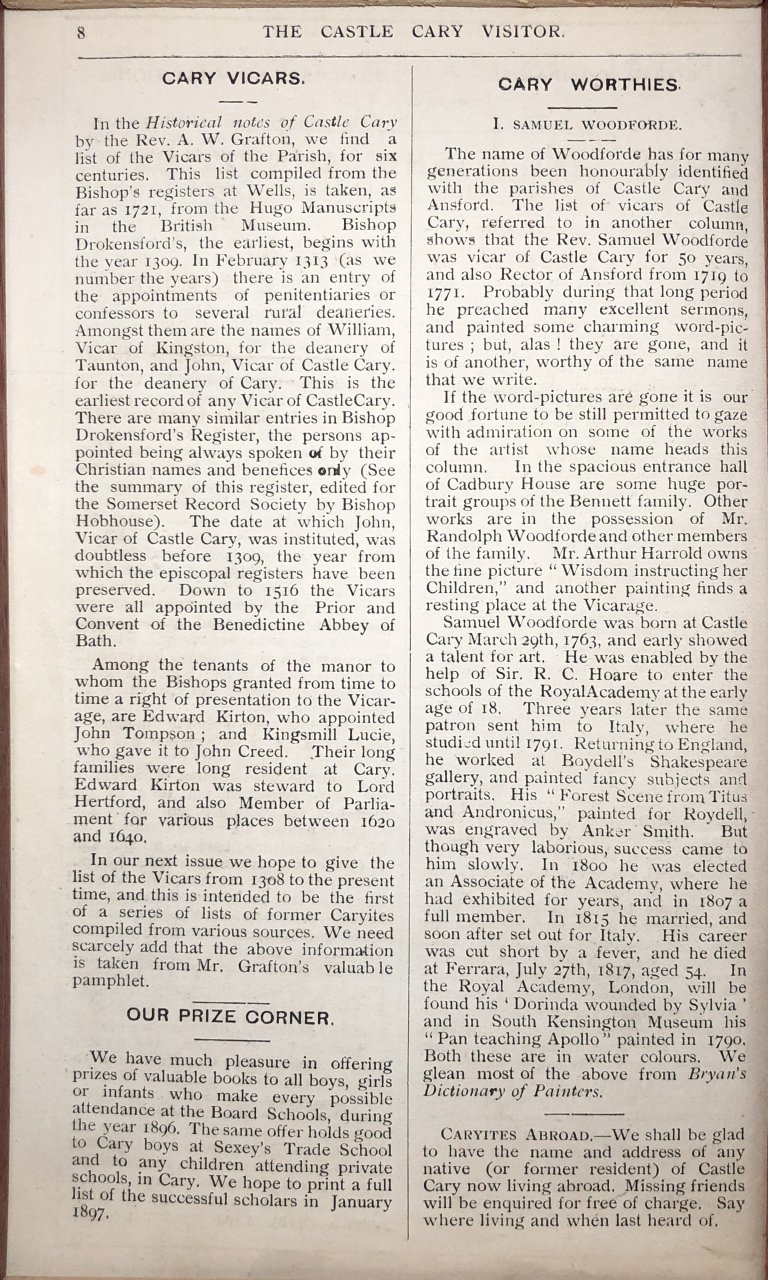 8 THE CASTLE CARY VISITOR.
CARY VICARS.
In the Historical notes of Castle Cary
by the Rev. A. W. Grafton, we find a
list of the Vicars of the Parish, for six
centuries. This list compiled from the
Bishop's registers at Wells, is taken, as
far as 1721, from the Hugo Manuscripts
in the British Museum. Bishop
Drokensford's, the earliest, begins with
the year 1309. In February 1313 (as we
number the years) there is an entry of
the appointments of penitentiaries or
confessors to several rural deaneries.
Amongst them are the names of William,
Vicar of Kingston, for the deanery of
Taunton, and John, Vicar of Castle Cary.
for the deanery of Cary. This is the
earliest record of any Vicar of CastleCary.
There are many similar entries in Bishop
Drokensford's Register, the persons ap-
pointed being always spoken of by their
Christian names and benefices only (See
the summary of this register, edited for
the Somerset Record Society by Bishop
Hobhouse). The date at which John,
Vicar of Castle Cary, was instituted, was
doubtless before 1309, the year from
which the episcopal registers have been
preserved. Down to 1516 the Vicars
were all appointed by the Prior and
Convent of the Benedictine Abbey of
Bath.
Among the tenants of the manor to
whom the Bishops granted from time to
time a right of presentation to the Vicar-
age, are Edward Kirton, who appointed
John Tompson ; and Kingsmill Lucie,
who gave it to John Creed. Their long
families were long resident at Cary.
Edward Kirton was steward to Lord
Hertford, and also Member of Parlia-
ment for various places between 1620
and 1640.
In our next issue we hope to give the
list of the Vicars from 1308 to the present
time, and this is intended to be the first
of a series of lists of former Caryites
compiled from various sources. We need
scarcely add that the above information
is taken from Mr. Grafton's valuable
pamphlet.
OUR PRIZE CORNER.
We have much pleasure in offering
prizes of valuable books to all boys, girls
or infants who make every possible
attendance at the Board Schools, during
the year 1896. The same offer holds good
to Cary boys at Sexey's Trade School
and to any children attending private
schools, in Cary. We hope to print a full
list of the successful scholars in January
1897.
CARY WORTHIES.
I. SAMUEL WOODFORDE.
The name of Woodforde has for many
generations been honourably identified
with the parishes of Castle Cary and
Ansford. The list of vicars of Castle
Cary, referred to in another column,
shows that the Rev. Samuel Woodforde
was vicar of Castle Cary for 50 years,
and also Rector of Ansford from 1719 to
1771. Probably during that long period
he preached many excellent sermons,
and painted some charming word-pic-
tures ; but, alas ! they are gone, and it
is of another, worthy of the same name
that we write.
If the word-pictures are gone it is our
good fortune to be still permitted to gaze
with admiration on some of the works
of the artist whose name heads this
column. In the spacious entrance hall
of Cadbury House are some huge por-
trait groups of the Bennett family. Other
works are in the possession of Mr.
Randolph Woodforde and other members
of the family. Mr. Arthur Harrold owns
the fine picture " Wisdom instructing her
Children," and another painting finds a
resting place at the Vicarage.
Samuel Woodforde was born at Castle
Cary March 29th, 1763, and early showed
a talent for art. He was enabled by the
help of Sir. R. C. Hoare to enter the
schools of the RoyalAcademy at the early
age of 18. Three years later the same
patron sent him to Italy, where he
studied until 1791. Returning to England,
he worked at Boydell's Shakespeare
gallery, and painted fancy subjects and
portraits. His " Forest Scene from Titus
and Andronicus," painted for Roydell,
was engraved by Anker Smith. But
though very laborious, success came to
him slowly. In 1800 he was elected
an Associate of the Academy, where he
had exhibited for years, and in 1807 a
full member. In 1815 he married, and
soon after set out for Italy. His career
was cut short by a fever, and he died
at Ferrara, July 27th, 1817, aged 54. In
the Royal Academy, London, will be
found his ' Dorinda wounded by Sylvia '
and in South Kensington Museum his
" Pan teaching Apollo " painted in 1790.
Both these are in water colours. We
glean most of the above from Bryan's
Dictionary of Painters.
CARYITES ABROAD.—We shall be glad
to have the name and address of any
native (or former resident) of Castle
Cary now living abroad. Missing friends
will be enquired for free of charge. Say
where living and when last heard of.